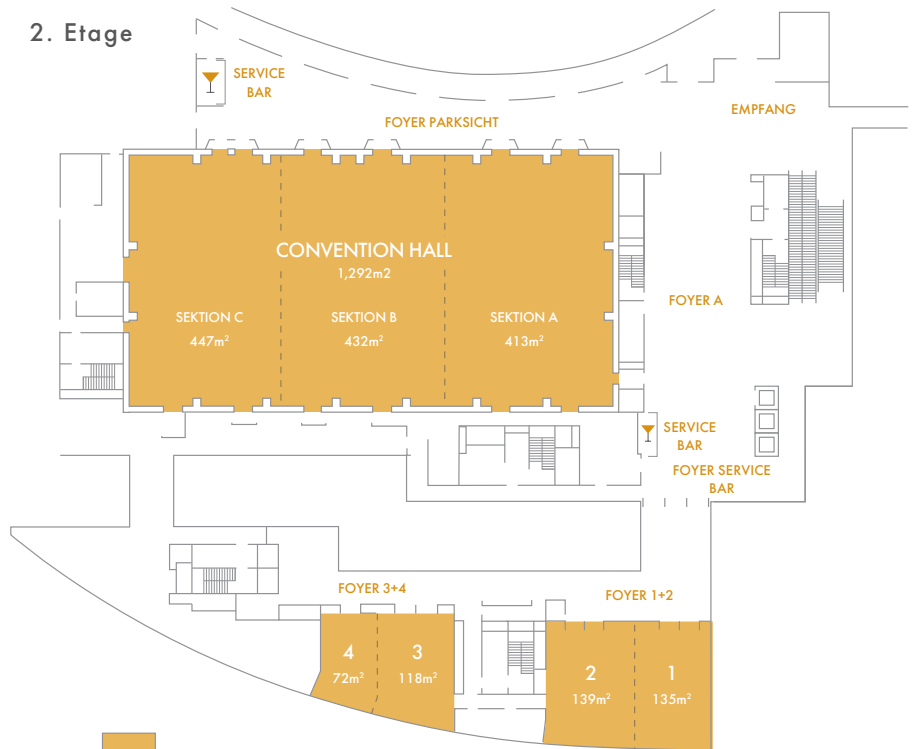 2. Etage
SERVICE
BAR
EMPFANG
FOYER PARKSICHT
CONVENTION HALL
1,292m2
FOYER A
SEKTION C
447m²
SEKTION B
432m²
SEKTION A
413m²
SERVICE
BAR
FOYER SERVICE
BAR
FOYER 3+4
FOYER 1+2
4
72m²
3
118m²
2
139m²
1
135m²